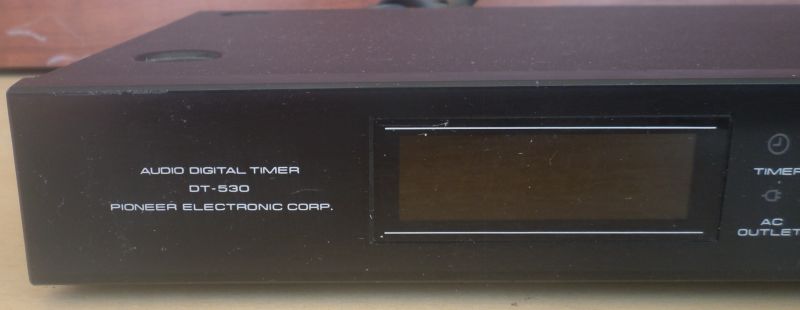 AUDIO DIGITAL TIMER
DT-530
PIONEER ELECTRONIC CORP.
TIMER
AC
OUTLET